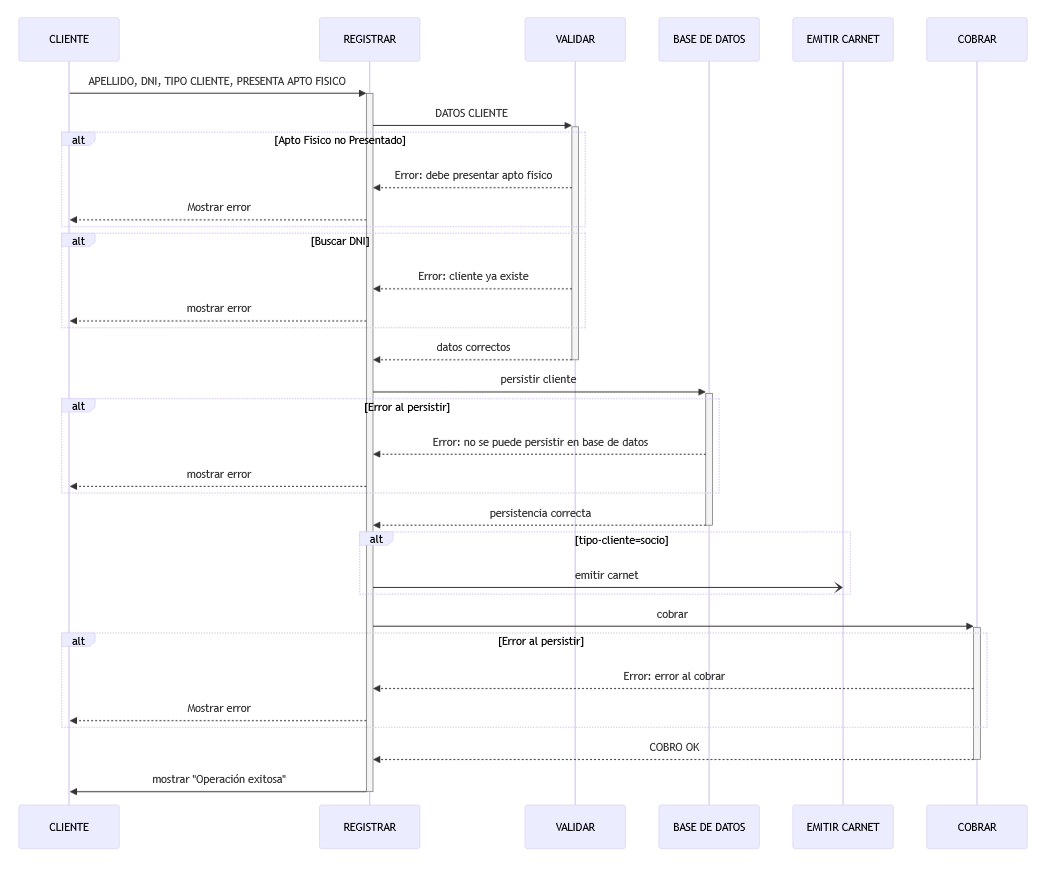 CLIENTE
REGISTRAR
VALIDAR
BASE DE DATOS
EMITIR CARNET
COBRAR
APELLIDO, DNI, TIPO CLIENTE, PRESENTA APTO FISICO
DATOS CLIENTE
alt
[Apto Fisico no Presentado]
Error: debe presentar apto fisico
Mostrar error
alt
[Buscar DNI]
Error: cliente ya existe
mostrar error
datos correctos
persistir cliente
alt
[Error al persistir]
Error: no se puede persistir en base de datos
mostrar error
persistencia correcta
alt
[tipo-cliente=socio]
emitir carnet
cobrar
alt
[Error al persistir]
Error: error al cobrar
Mostrar error
COBRO OK
mostrar "Operación exitosa"
CLIENTE
REGISTRAR
VALIDAR
BASE DE DATOS
EMITIR CARNET
COBRAR